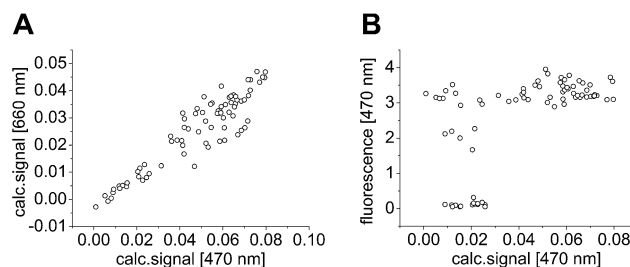 A
B
calc.signal [660 nm]
0.05
0.04
0.03
0.02
0.01
0.00
-0.01
0.00 0.02 0.04 0.06 0.08 0.10
calc.signal [470 nm]
fluorescence [470 nm]
4
3
2
1
0
0.00 0.02 0.04 0.06 0.08
calc.signal [470 nm]